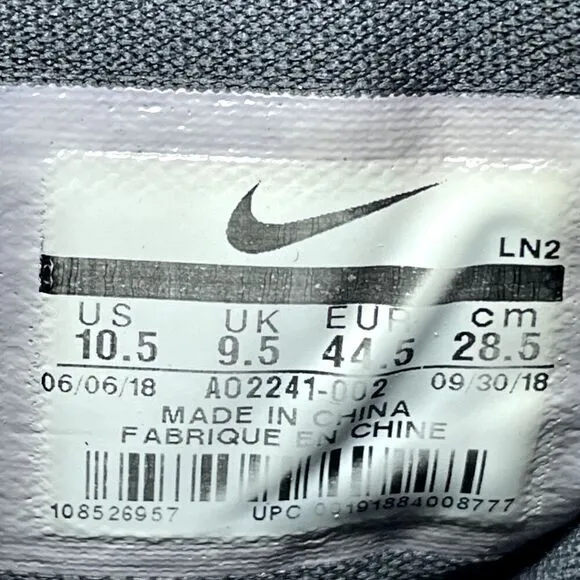 LN2
US UK EUR cm
10.5 9.5 44.5 28.5
06/06/18 AO2241-002 09/30/18
MADE IN CHINA
FABRIQUE EN CHINE
108526957 UPC 00191884008777